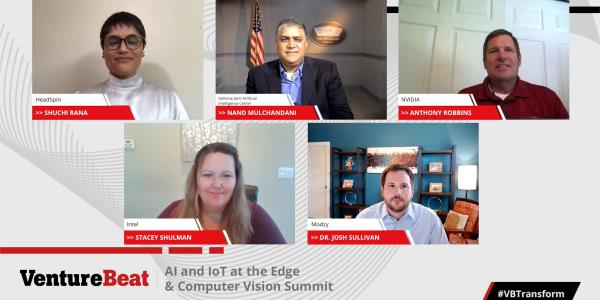 HeadSpin
>> SHUCHI RANA
Defense Joint Artificial
Intelligence Center
>> NAND MULCHANDANI
NVIDIA
>> ANTHONY ROBBINS
Intel
>> STACEY SHULMAN
Modzy
>> DR. JOSH SULLIVAN
VentureBeat
AI and IoT at the Edge
& Computer Vision Summit
#VBTransform